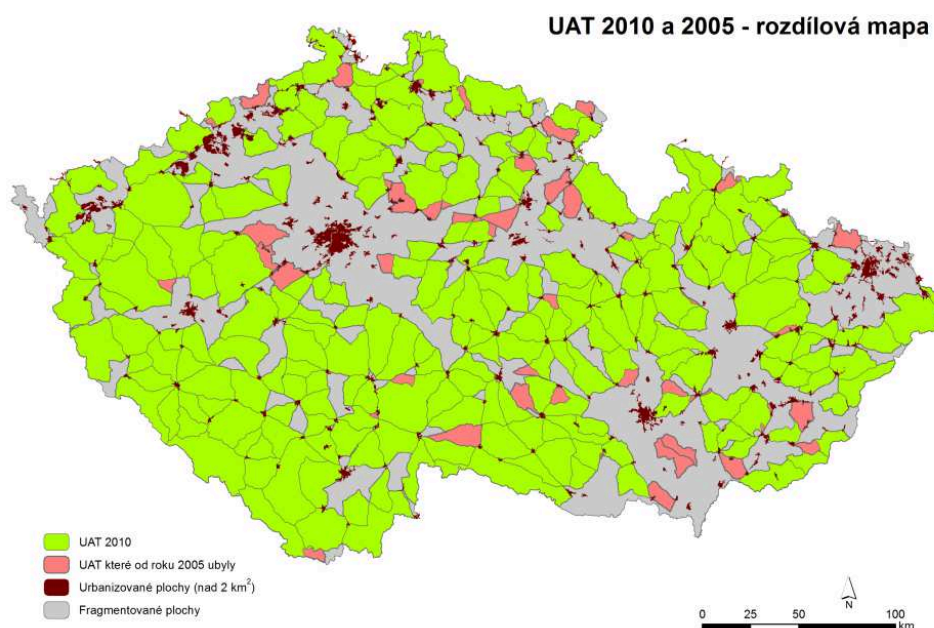 UAT 2010 a 2005 - rozdílová mapa
UAT 2010
UAT které od roku 2005 ubyly
Urbanizované plochy (nad 2 km²)
Fragmentované plochy
N
0 25 50 100
km